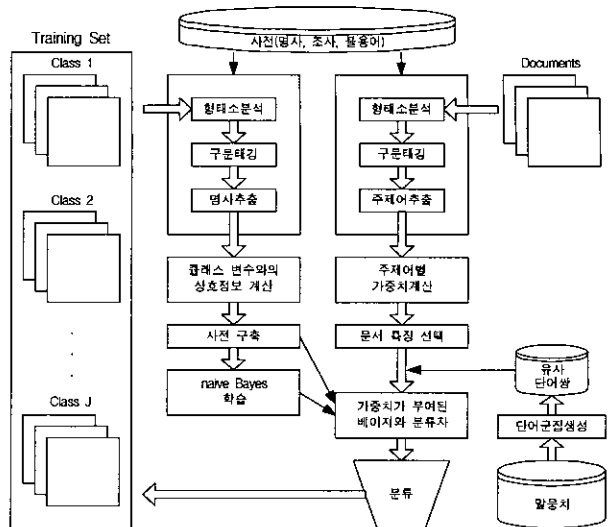 사전(명사, 조사, 불용어)
Training Set
Class 1
Class 2
Class J
형태소분석
구문태깅
명사추출
클래스 변수와의
상호정보 계산
사전 구축
naive Bayes
학습
형태소분석
구문태깅
주제어추출
주제어별
가중치계산
문서 특징 선택
가중치가 부여된
베이지와 분류자
분류
Documents
유사
단어쌍
단어군집생성
말뭉치